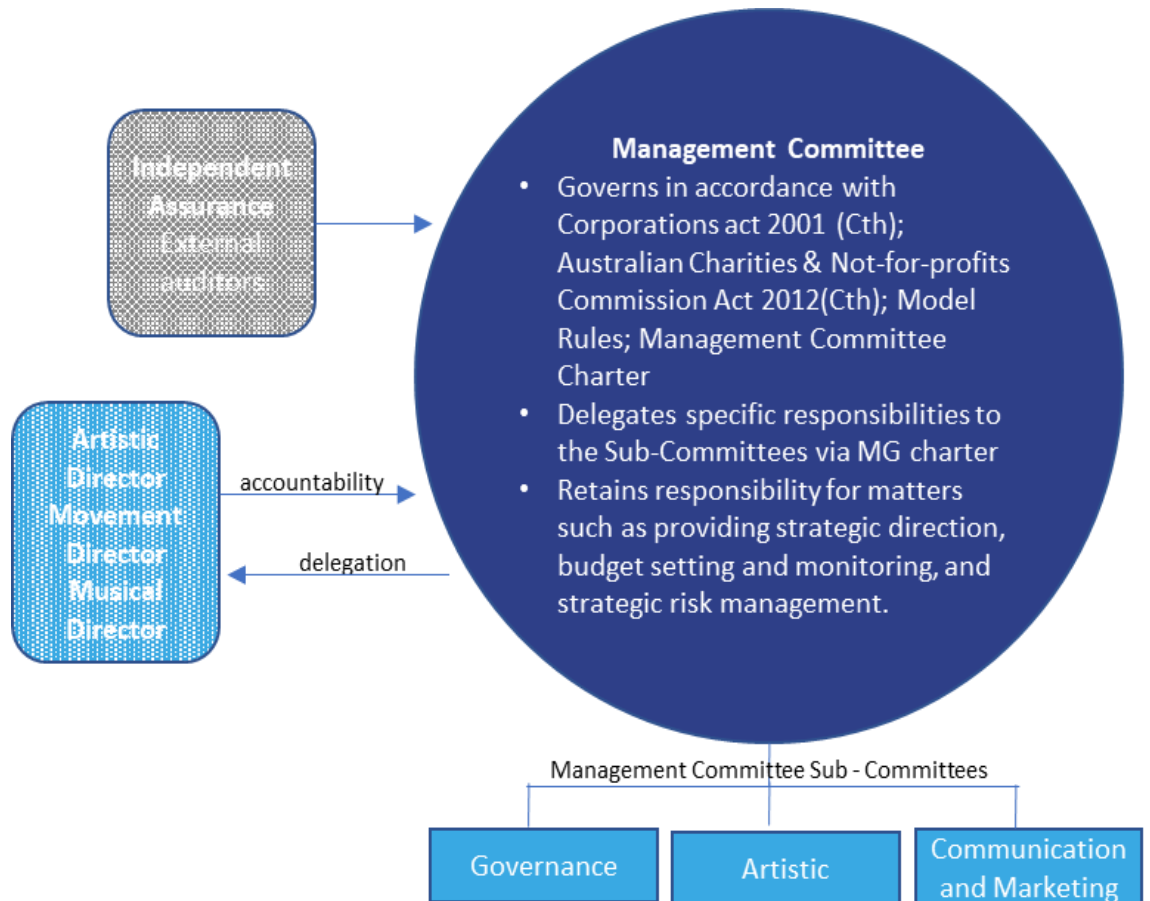 Independent
Assurance
External
auditors
Management Committee
• Governs in accordance with
Corporations act 2001 (Cth);
Australian Charities & Not-for-profits
Commission Act 2012(Cth); Model
Rules; Management Committee
Charter
• Delegates specific responsibilities to
the Sub-Committees via MG charter
• Retains responsibility for matters
such as providing strategic direction,
budget setting and monitoring, and
strategic risk management.
Artistic
Director
Movement
Director
Musical
Director
accountability
delegation
Management Committee Sub - Committees
Governance
Artistic
Communication
and Marketing